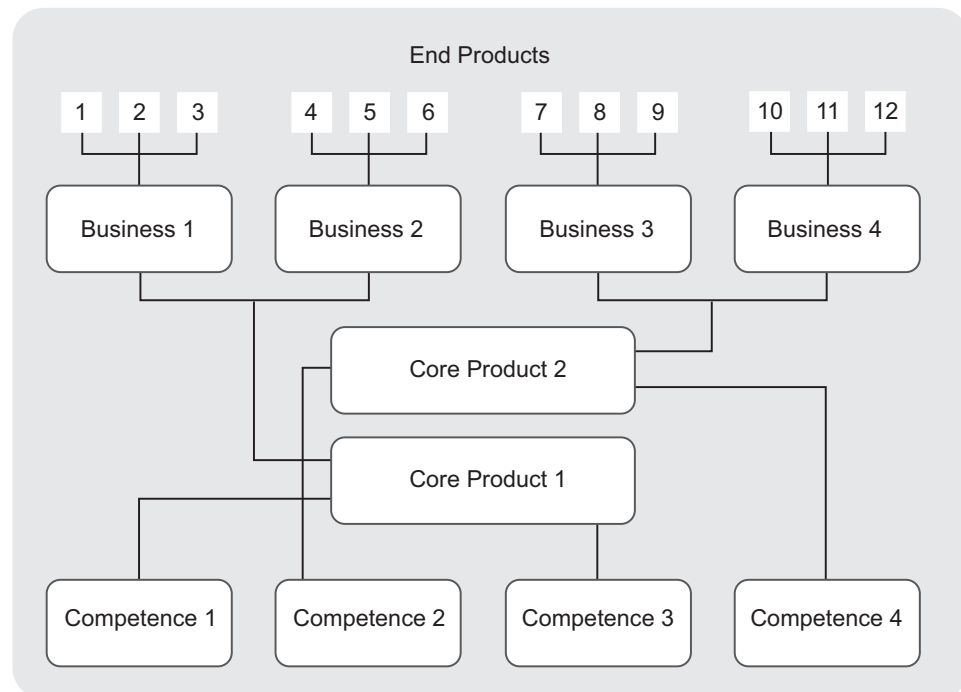 End Products
1 2 3 4 5 6 7 8 9 10 11 12
Business 1 Business 2 Business 3 Business 4
Core Product 2
Core Product 1
Competence 1 Competence 2 Competence 3 Competence 4